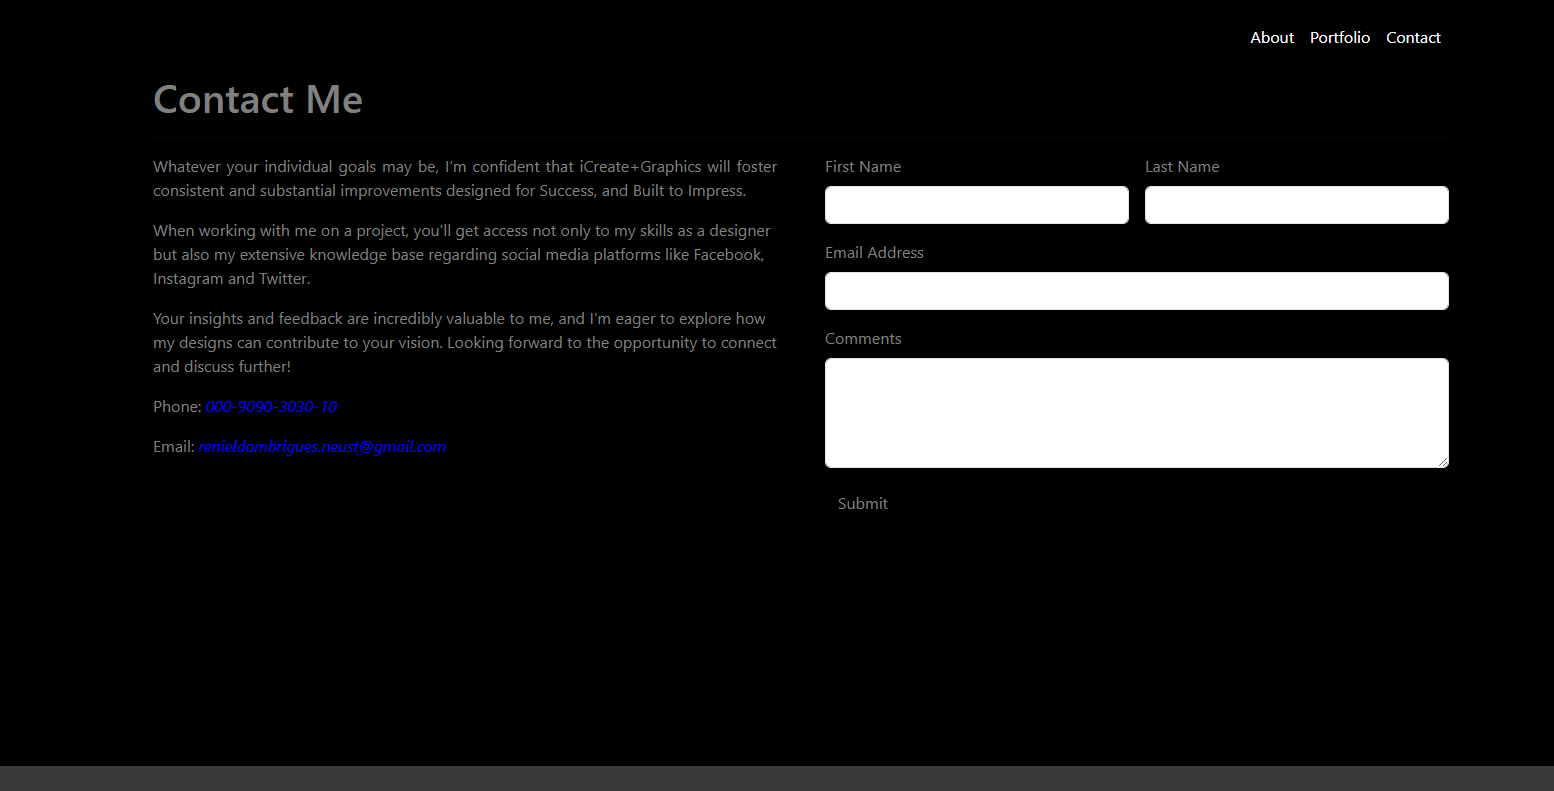 About Portfolio Contact
Contact Me
Whatever your individual goals may be, I'm confident that iCreate+Graphics will foster
consistent and substantial improvements designed for Success, and Built to Impress.
When working with me on a project, you'll get access not only to my skills as a designer
but also my extensive knowledge base regarding social media platforms like Facebook,
Instagram and Twitter.
Your insights and feedback are incredibly valuable to me, and I'm eager to explore how
my designs can contribute to your vision. Looking forward to the opportunity to connect
and discuss further!
Phone: 000-9090-3030-10
Email: renieldombrigues.neust@gmail.com
First Name
Last Name
Email Address
Comments
Submit